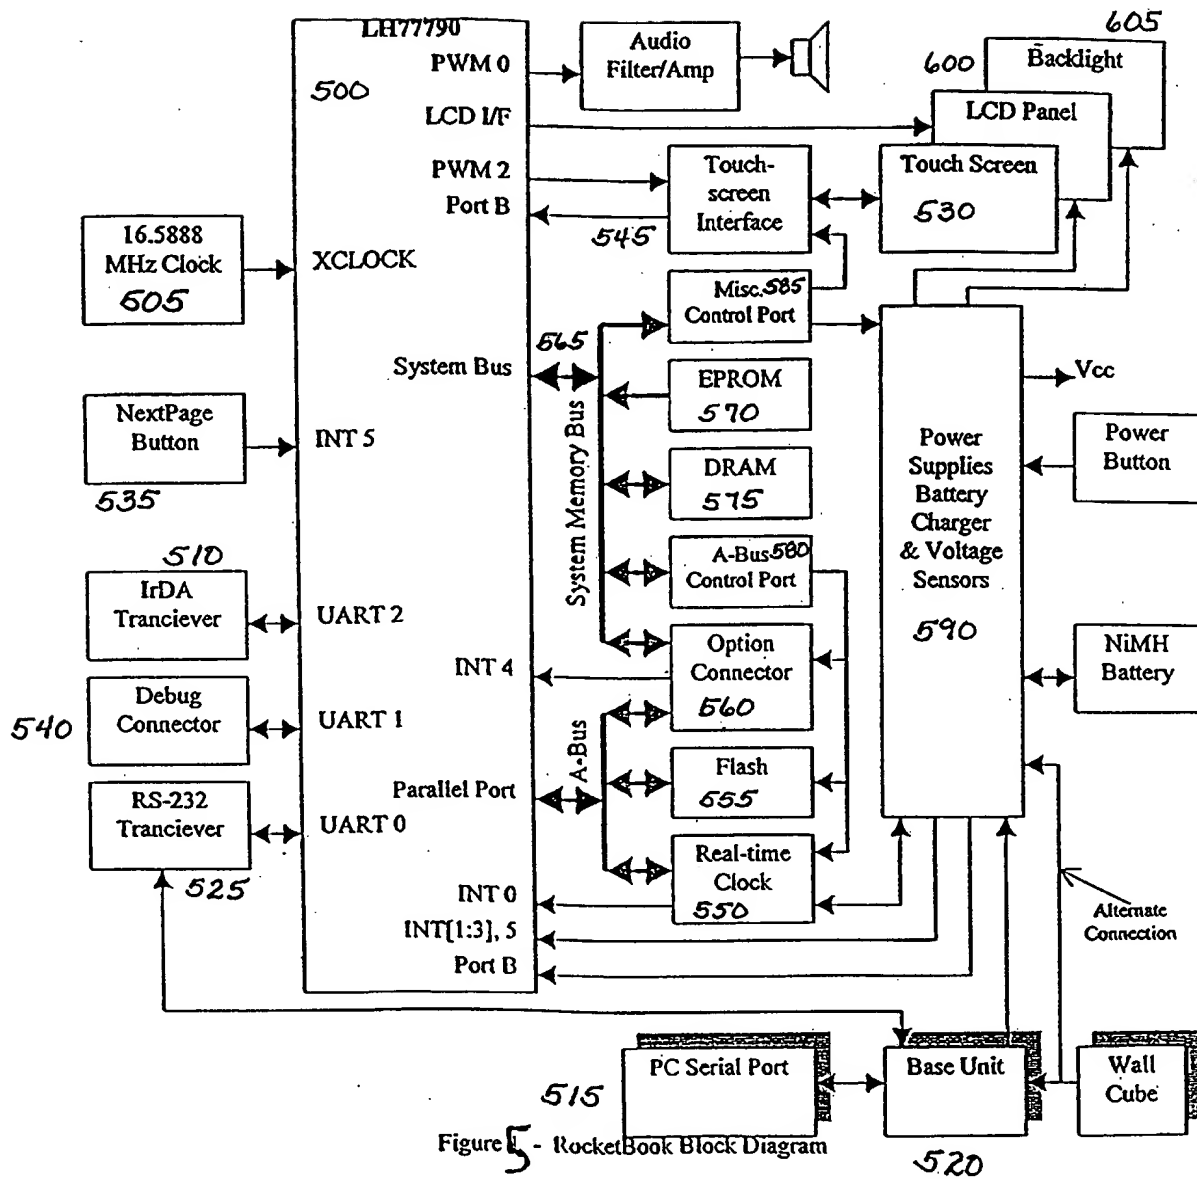 LH77790
500
PWM 0
LCD I/F
PWM 2
Port B
XCLOCK
System Bus
INT 5
UART 2
INT 4
UART 1
Parallel Port
UART 0
INT 0
INT[1:3], 5
Port B
Audio
Filter/Amp
605
Backlight
600
LCD Panel
Touch Screen
530
Touch-
screen
Interface
545
16.5888
MHz Clock
505
Misc. 585
Control Port
565
System Memory Bus
EPROM
570
DRAM
575
A-Bus 580
Control Port
Option
Connector
560
A-Bus
Flash
555
Real-time
Clock
550
NextPage
Button
535
510
IrDA
Tranciever
Debug
Connector
540
RS-232
Tranciever
525
Power
Supplies
Battery
Charger
& Voltage
Sensors
590
Vcc
Power
Button
NiMH
Battery
Alternate
Connection
PC Serial Port
515
Base Unit
520
Wall
Cube
Figure 5 - RocketBook Block Diagram